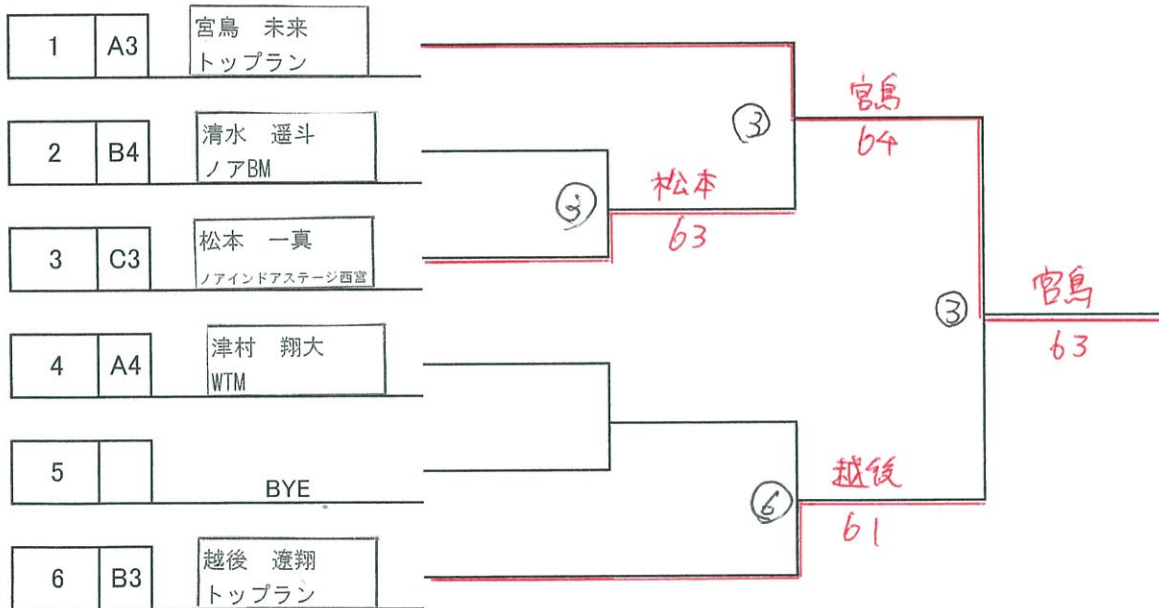 1 A3 宮島 未来
トップラン
2 B4 清水 遥斗
ノアBM
3 C3 松本 一真
ノアインドアステージ西宮
4 A4 津村 翔大
WTM
5 BYE
6 B3 越後 遼翔
トップラン
③
松本
63
③
宮島
64
⑥
越後
61
③
宮島
63